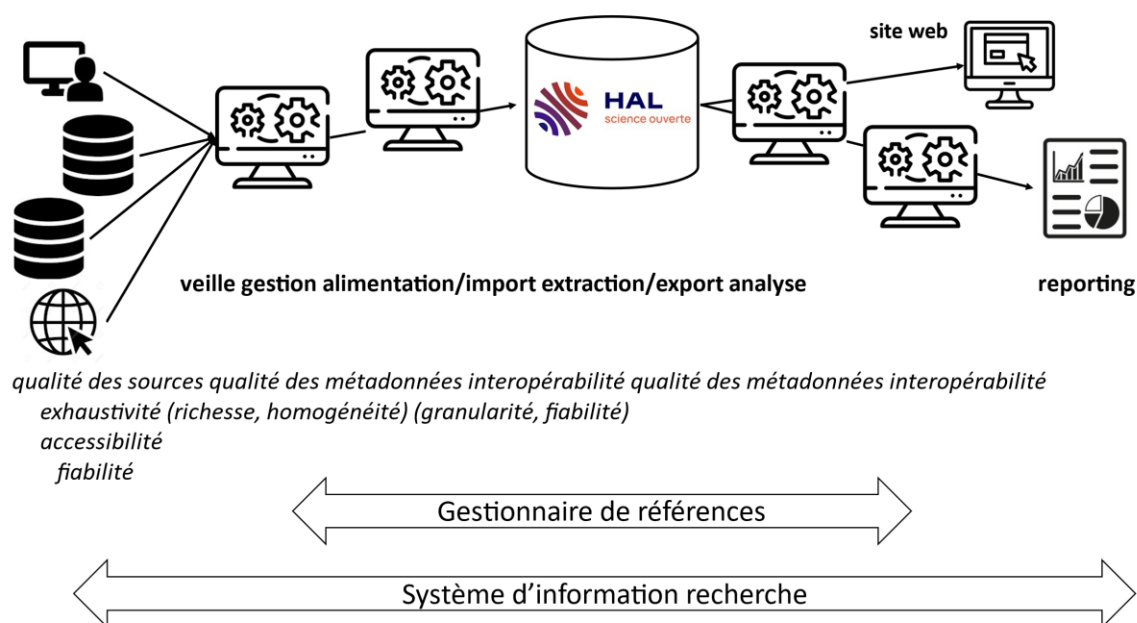 site web
HAL
science ouverte
veille gestion alimentation/import extraction/export analyse
reporting
qualité des sources qualité des métadonnées interopérabilité qualité des métadonnées interopérabilité
exhaustivité (richesse, homogénéité) (granularité, fiabilité)
accessibilité
fiabilité
Gestionnaire de références
Système d’information recherche